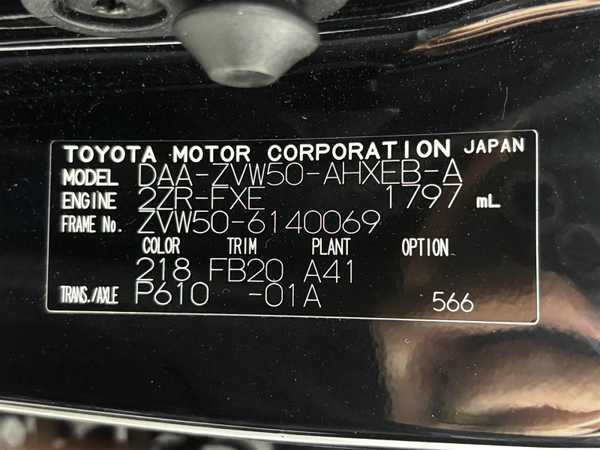 TOYOTA MOTOR CORPORATION JAPAN
MODEL DAA-ZVW50-AHXEB-A
ENGINE 2ZR-FXE 1797 mL
FRAME No. ZVW50-6140069
COLOR TRIM PLANT OPTION
218 FB20 A41
TRANS./AXLE P610 -01A 566